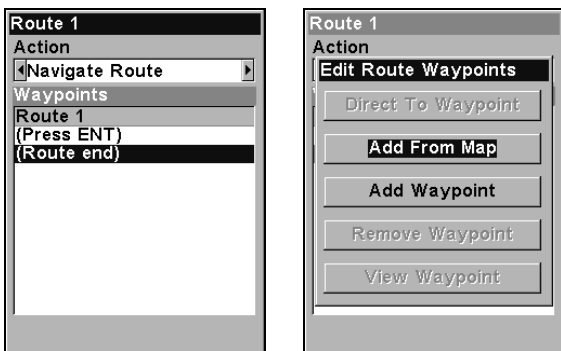 Route 1
Action
Navigate Route
Waypoints
Route 1
(Press ENT)
(Route end)
Route 1
Action
Edit Route Waypoints
Direct To Waypoint
Add From Map
Add Waypoint
Remove Waypoint
View Waypoint